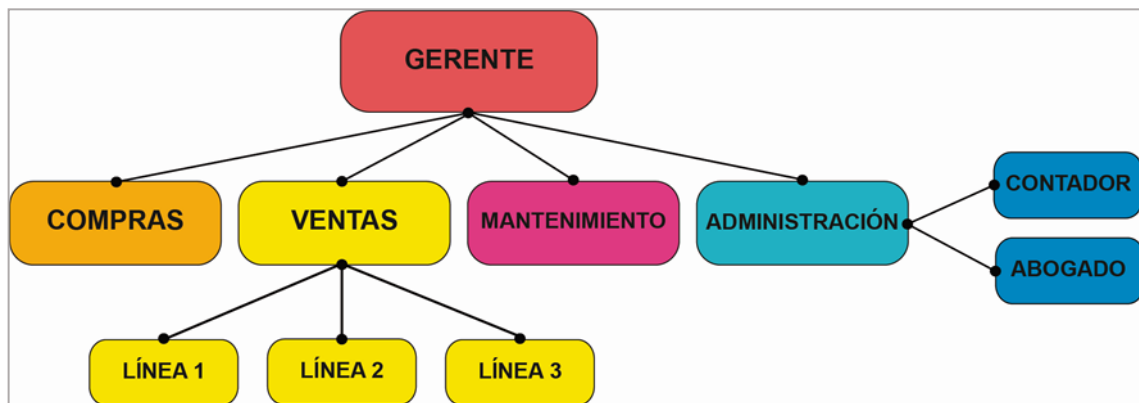 GERENTE
COMPRAS
VENTAS
MANTENIMIENTO
ADMINISTRACIÓN
CONTADOR
ABOGADO
LÍNEA 1
LÍNEA 2
LÍNEA 3